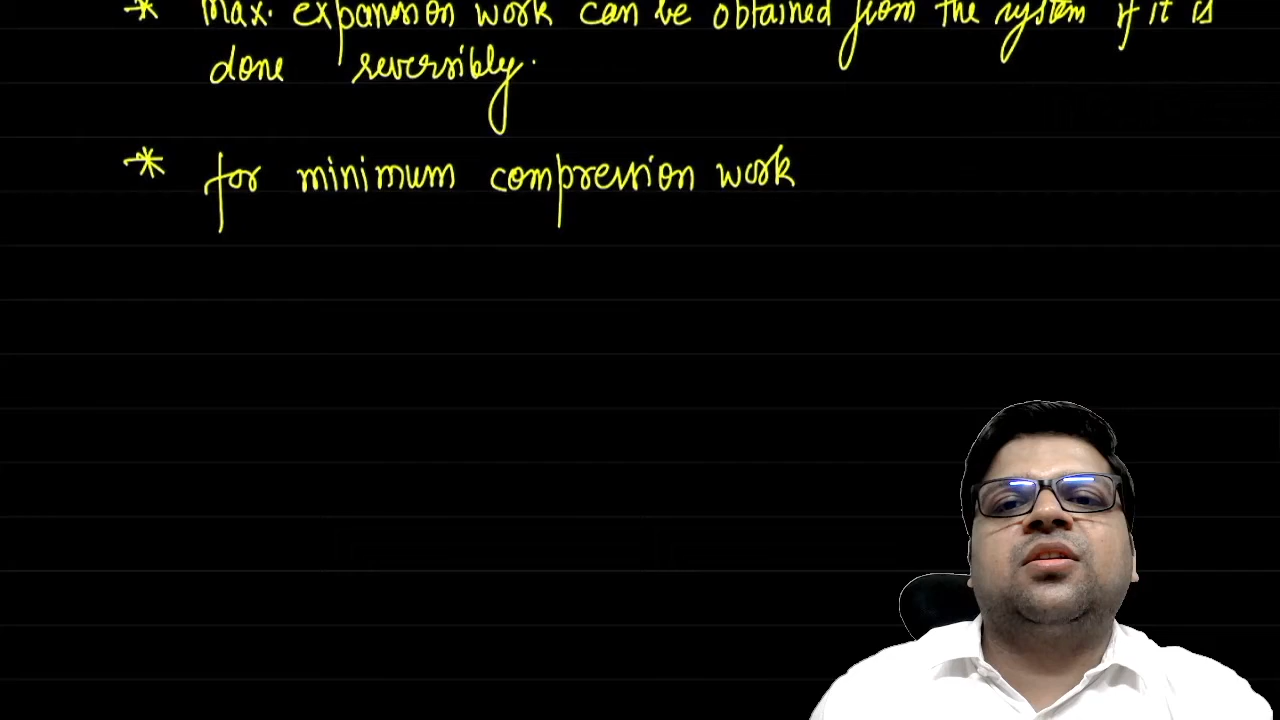 * Max. expansion work can be obtained from the system if it is
done reversibly.
* for minimum compression work